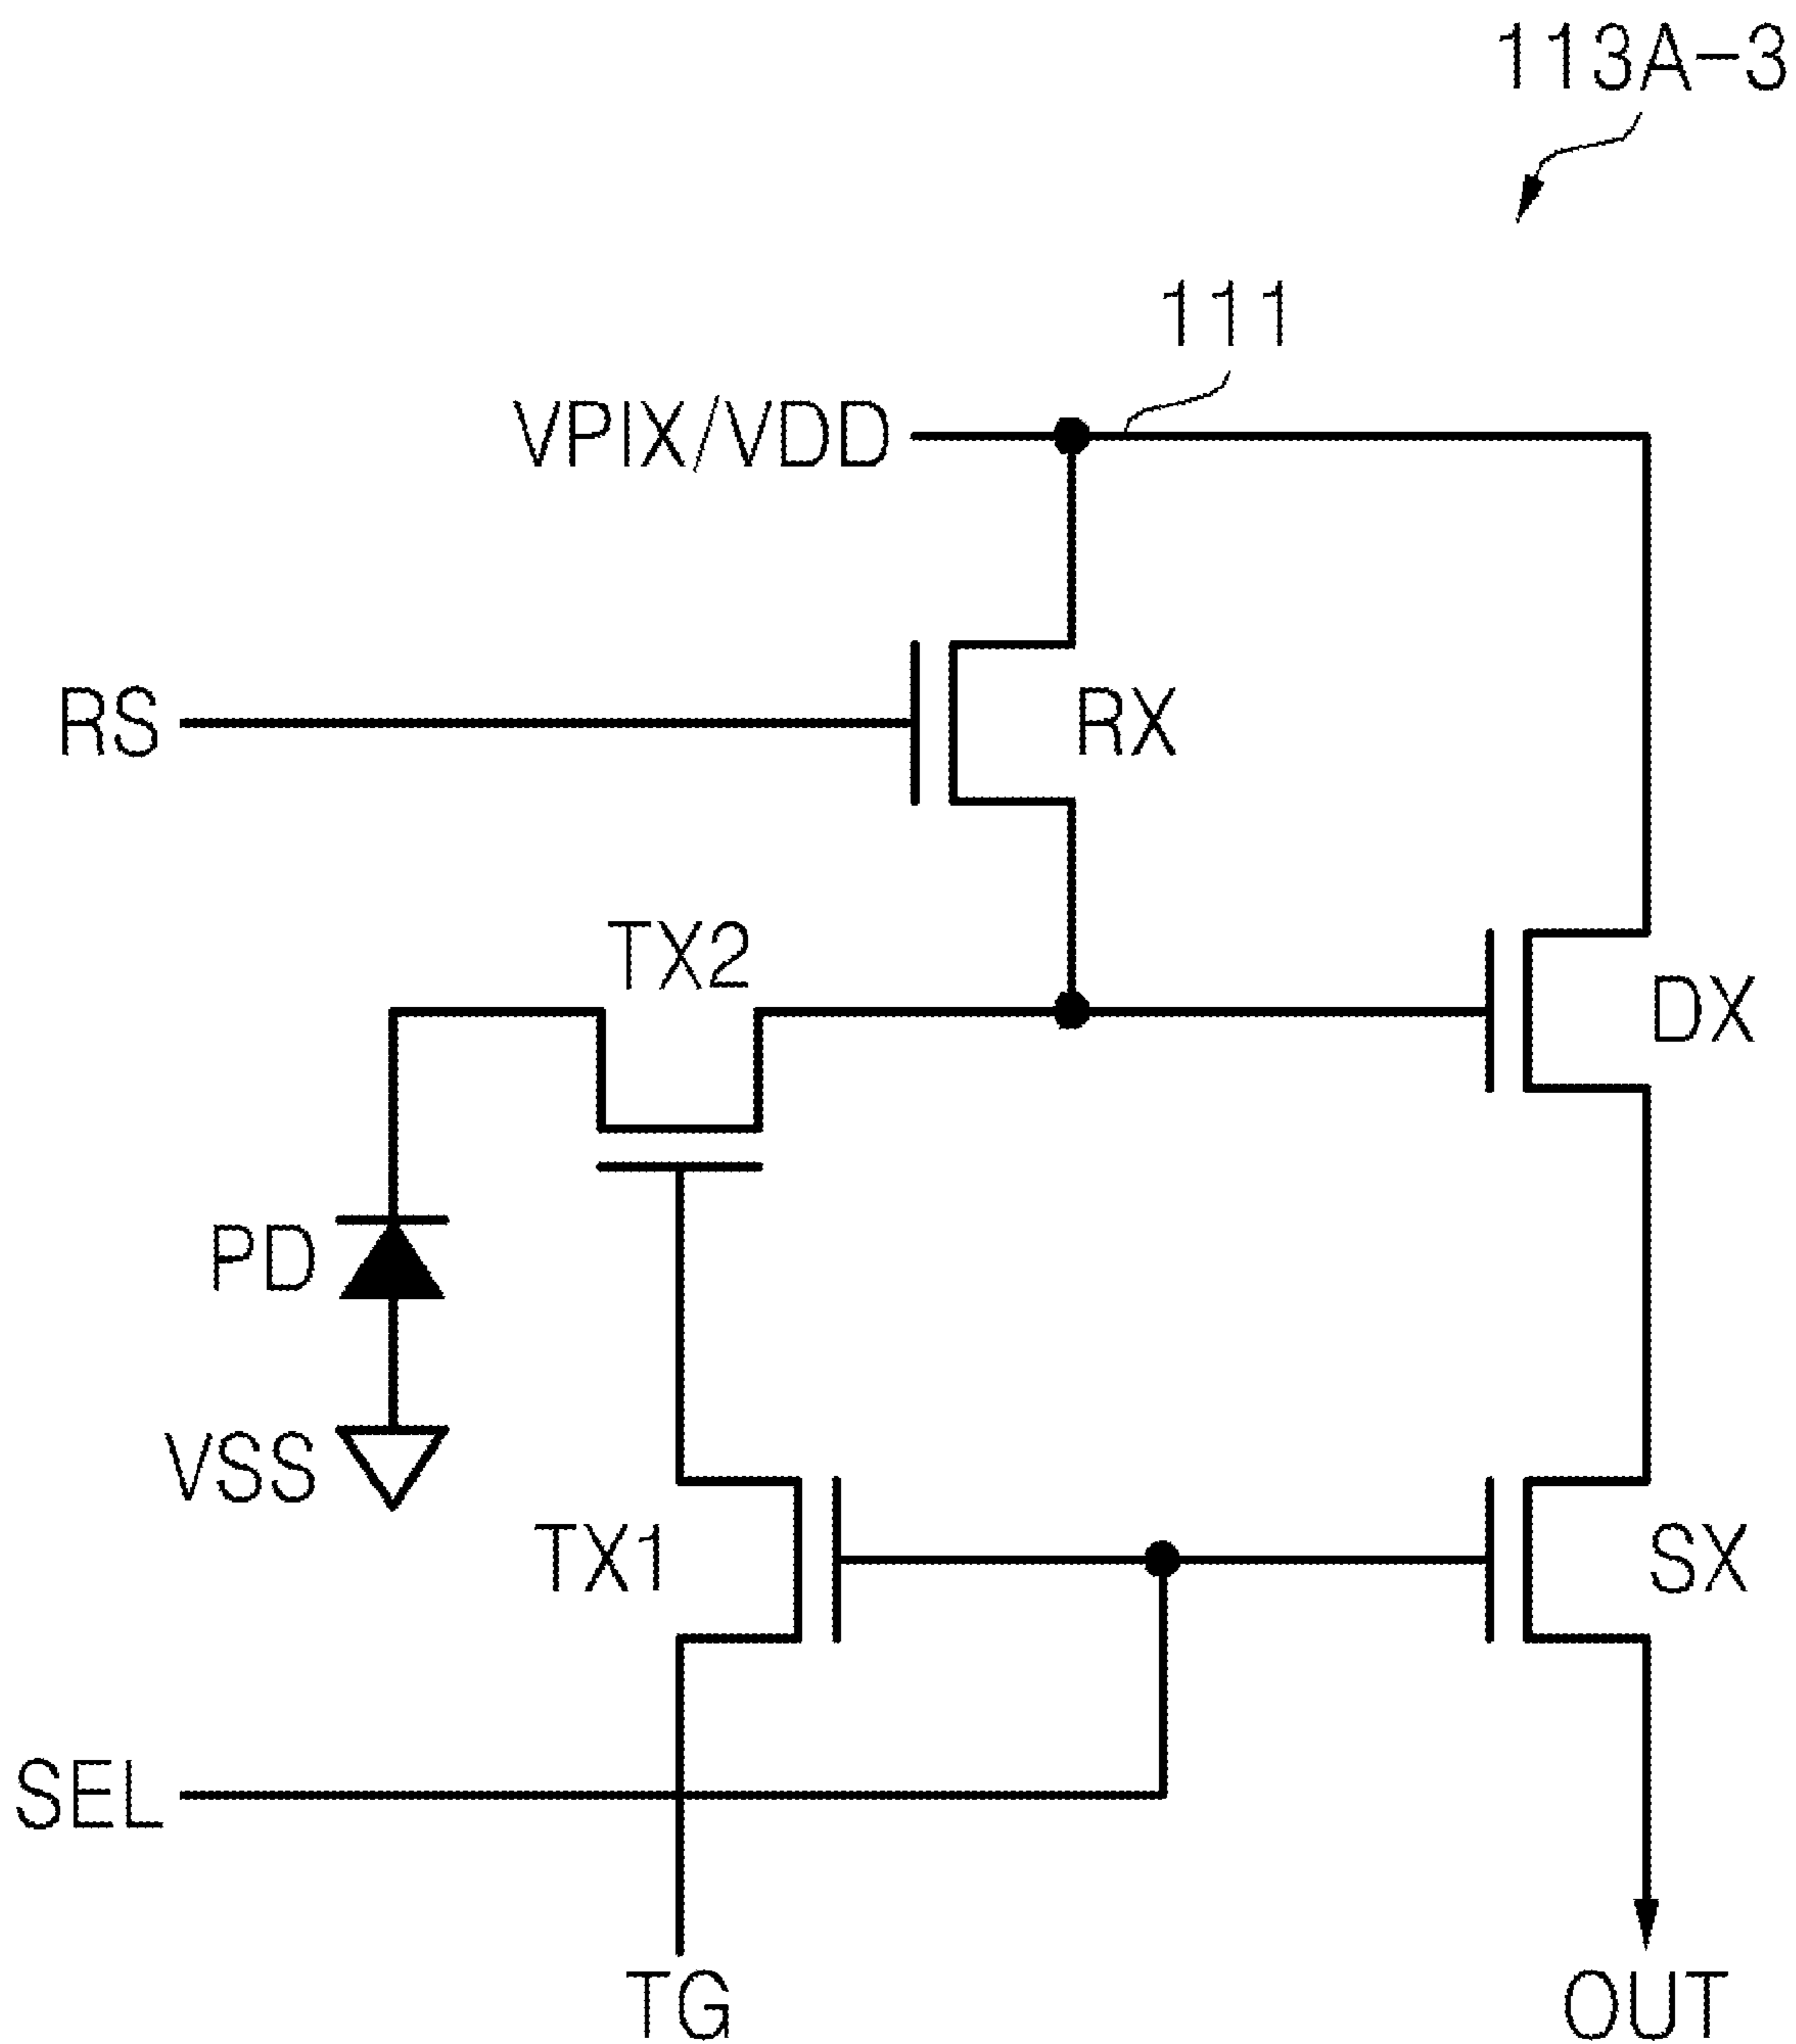 113A-3
111
VPIX/VDD
RS
RX
TX2
DX
PD
VSS
TX1
SX
SEL
TG
OUT